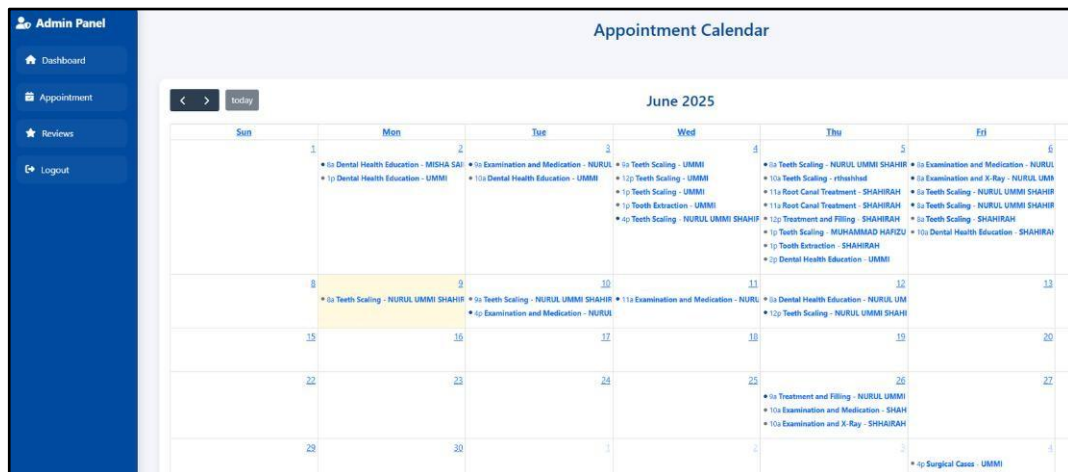 Admin Panel
Dashboard
Appointment
Reviews
Logout
Appointment Calendar
today
June 2025
Sun Mon Tue Wed Thu Fri
1 2 3 4 5 6
8a Dental Health Education - MISHA
1p Dental Health Education - UMMI
9a Examination and Medication - NURUL
10a Dental Health Education - UMMI
9a Teeth Scaling - UMMI
12p Teeth Scaling - UMMI
1p Teeth Scaling - UMMI
1p Tooth Extraction - UMMI
4p Teeth Scaling - NURUL UMMI SHAHIR
8a Teeth Scaling - NURUL UMMI SHAHIR
10a Teeth Scaling -
11a Root Canal Treatment - SHAHIRAH
11a Root Canal Treatment - SHAHIRAH
12p Treatment and Filling - SHAHIRAH
1p Teeth Scaling - MUHAMMAD HAFIZU
1p Tooth Extraction - SHAHIRAH
2p Dental Health Education - UMMI
8a Examination and Medication - NURUL
8a Examination and X-Ray - NURUL UMM
8a Teeth Scaling - NURUL UMMI SHAHIR
8a Teeth Scaling - NURUL UMMI SHAHIR
8a Teeth Scaling - SHAHIRAH
10a Dental Health Education - SHAHIRAH
8 9 10 11 12 13
8a Teeth Scaling - NURUL UMMI SHAHIR
9a Teeth Scaling - NURUL UMMI SHAHIR
4p Examination and Medication - NURUL
11a Examination and Medication - NURU
8a Dental Health Education - NURUL UM
12p Teeth Scaling - NURUL UMMI SHAHI
15 16 17 18 19 20
22 23 24 25 26 27
9a Treatment and Filling - NURUL UMMI
10a Examination and Medication - SHAH
10a Examination and X-Ray - SHHAIRAH
29 30 1 2 3 4
4p Surgical Cases - UMMI